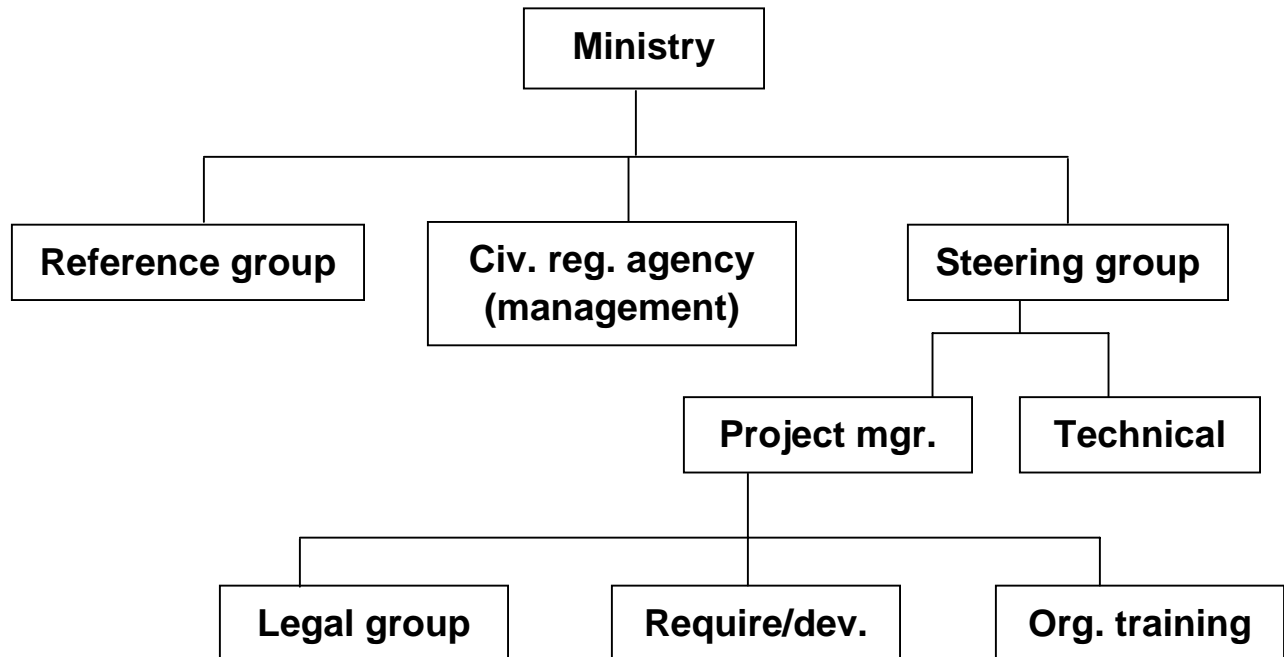 Ministry
Reference group
Civ. reg. agency
(management)
Steering group
Project mgr.
Technical
Legal group
Require/dev.
Org. training